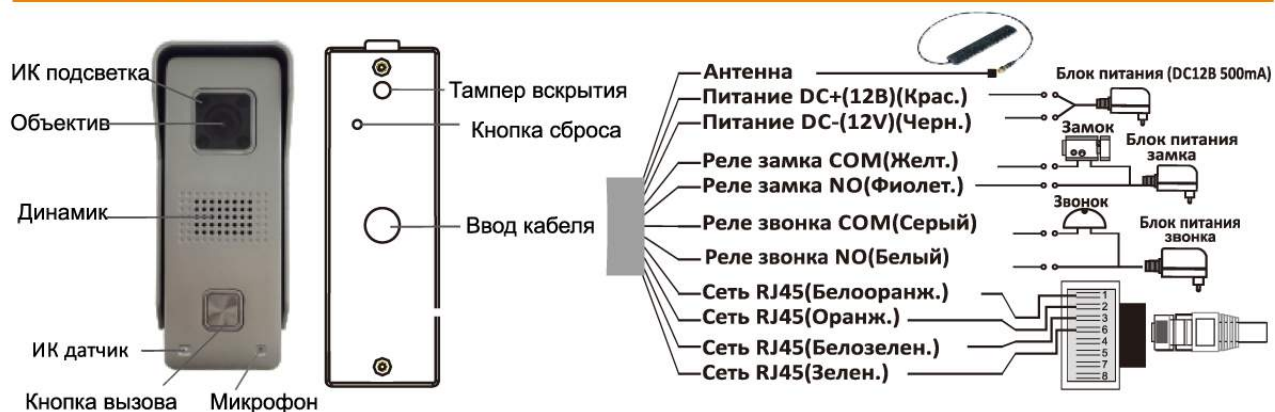 ИК подсветка
Объектив
Динамик
ИК датчик
Кнопка вызова
Микрофон
Тампер вскрытия
Кнопка сброса
Ввод кабеля
Антенна
Питание DC+(12В)(Крас.)
Питание DC-(12V)(Черн.)
Реле замка COM(Желт.)
Реле замка NO(Фиолет.)
Реле звонка COM(Серый)
Реле звонка NO(Белый)
Сеть RJ45(Белооранж.)
Сеть RJ45(Оранж.)
Сеть RJ45(Белозелен.)
Сеть RJ45(Зелен.)
Блок питания (DC12В 500mA)
Замок
Блок питания
замка
Звонок
Блок питания
звонка
1
2
3
6
4
5
7
8